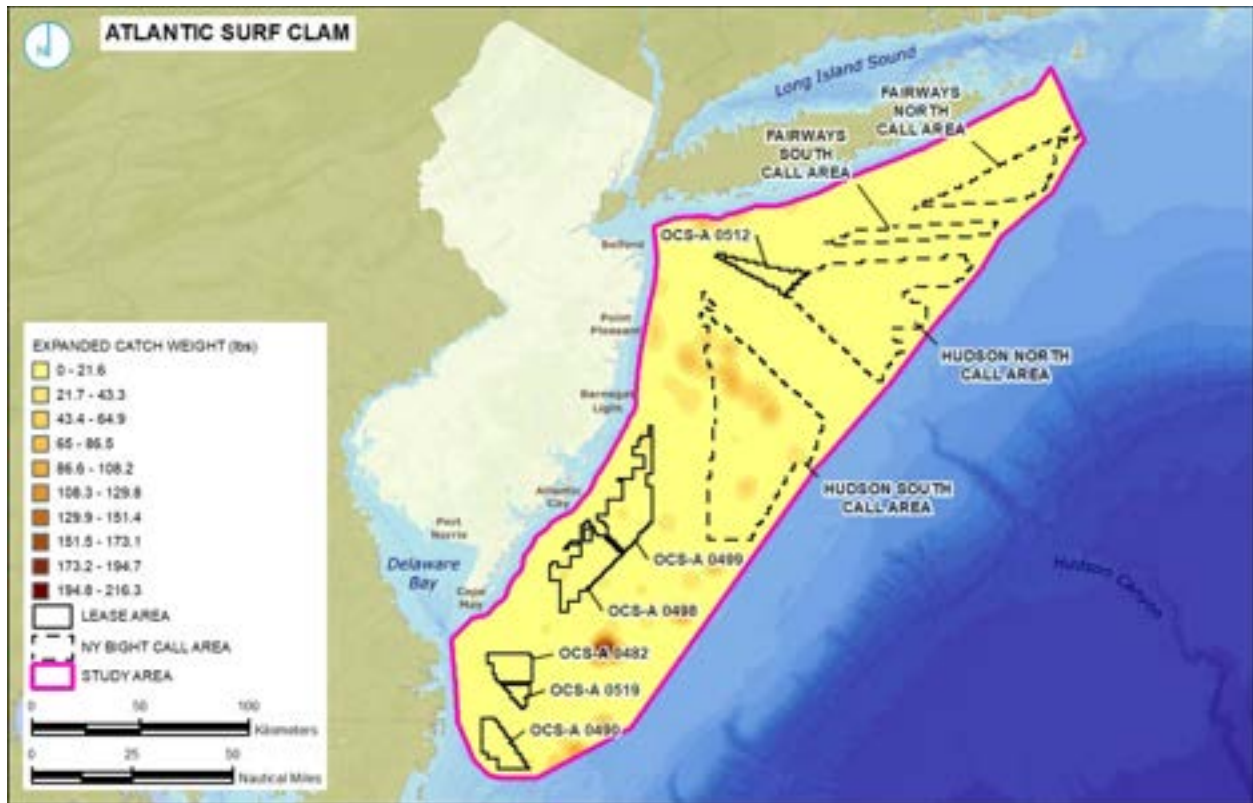 ATLANTIC SURF CLAM
N
Long Island Sound
FAIRWAYS
NORTH
CALL AREA
FAIRWAYS
SOUTH
CALL AREA
OCS-A 0512
Belford
Point
Pleasant
HUDSON NORTH
CALL AREA
Barnegat
Light
HUDSON SOUTH
CALL AREA
Atlantic
City
Port
Norris
Delaware
Bay
Cape
May
OCS-A 0499
OCS-A 0498
Hudson Canyon
OCS-A 0482
OCS-A 0519
OCS-A 0490
EXPANDED CATCH WEIGHT (lbs)
0 - 21.6
21.7 - 43.3
43.4 - 64.9
65 - 86.5
86.6 - 108.2
108.3 - 129.8
129.9 - 151.4
151.5 - 173.1
173.2 - 194.7
194.8 - 216.3
LEASE AREA
NY BIGHT CALL AREA
STUDY AREA
0 50 100
Kilometers
0 25 50
Nautical Miles